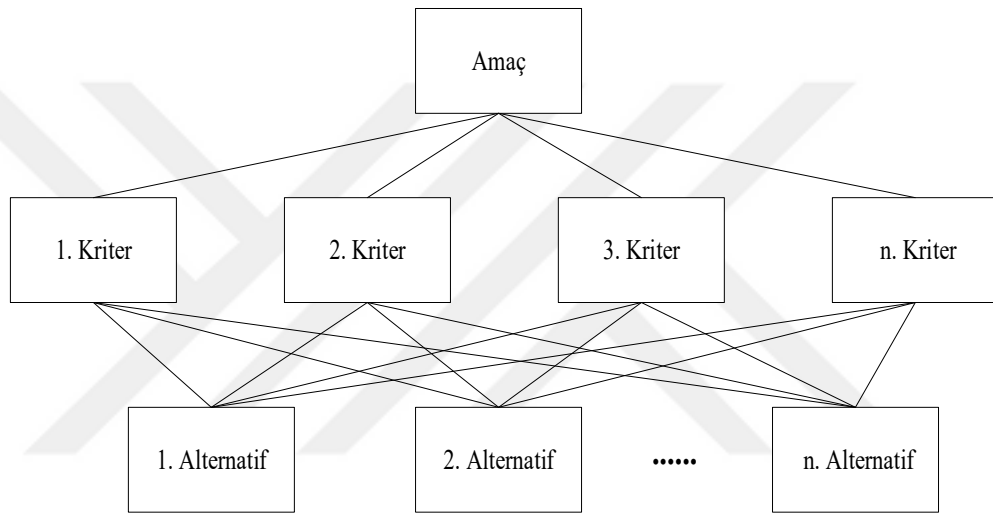 Amaç
1. Kriter
2. Kriter
3. Kriter
n. Kriter
1. Alternatif
2. Alternatif
••••••
n. Alternatif